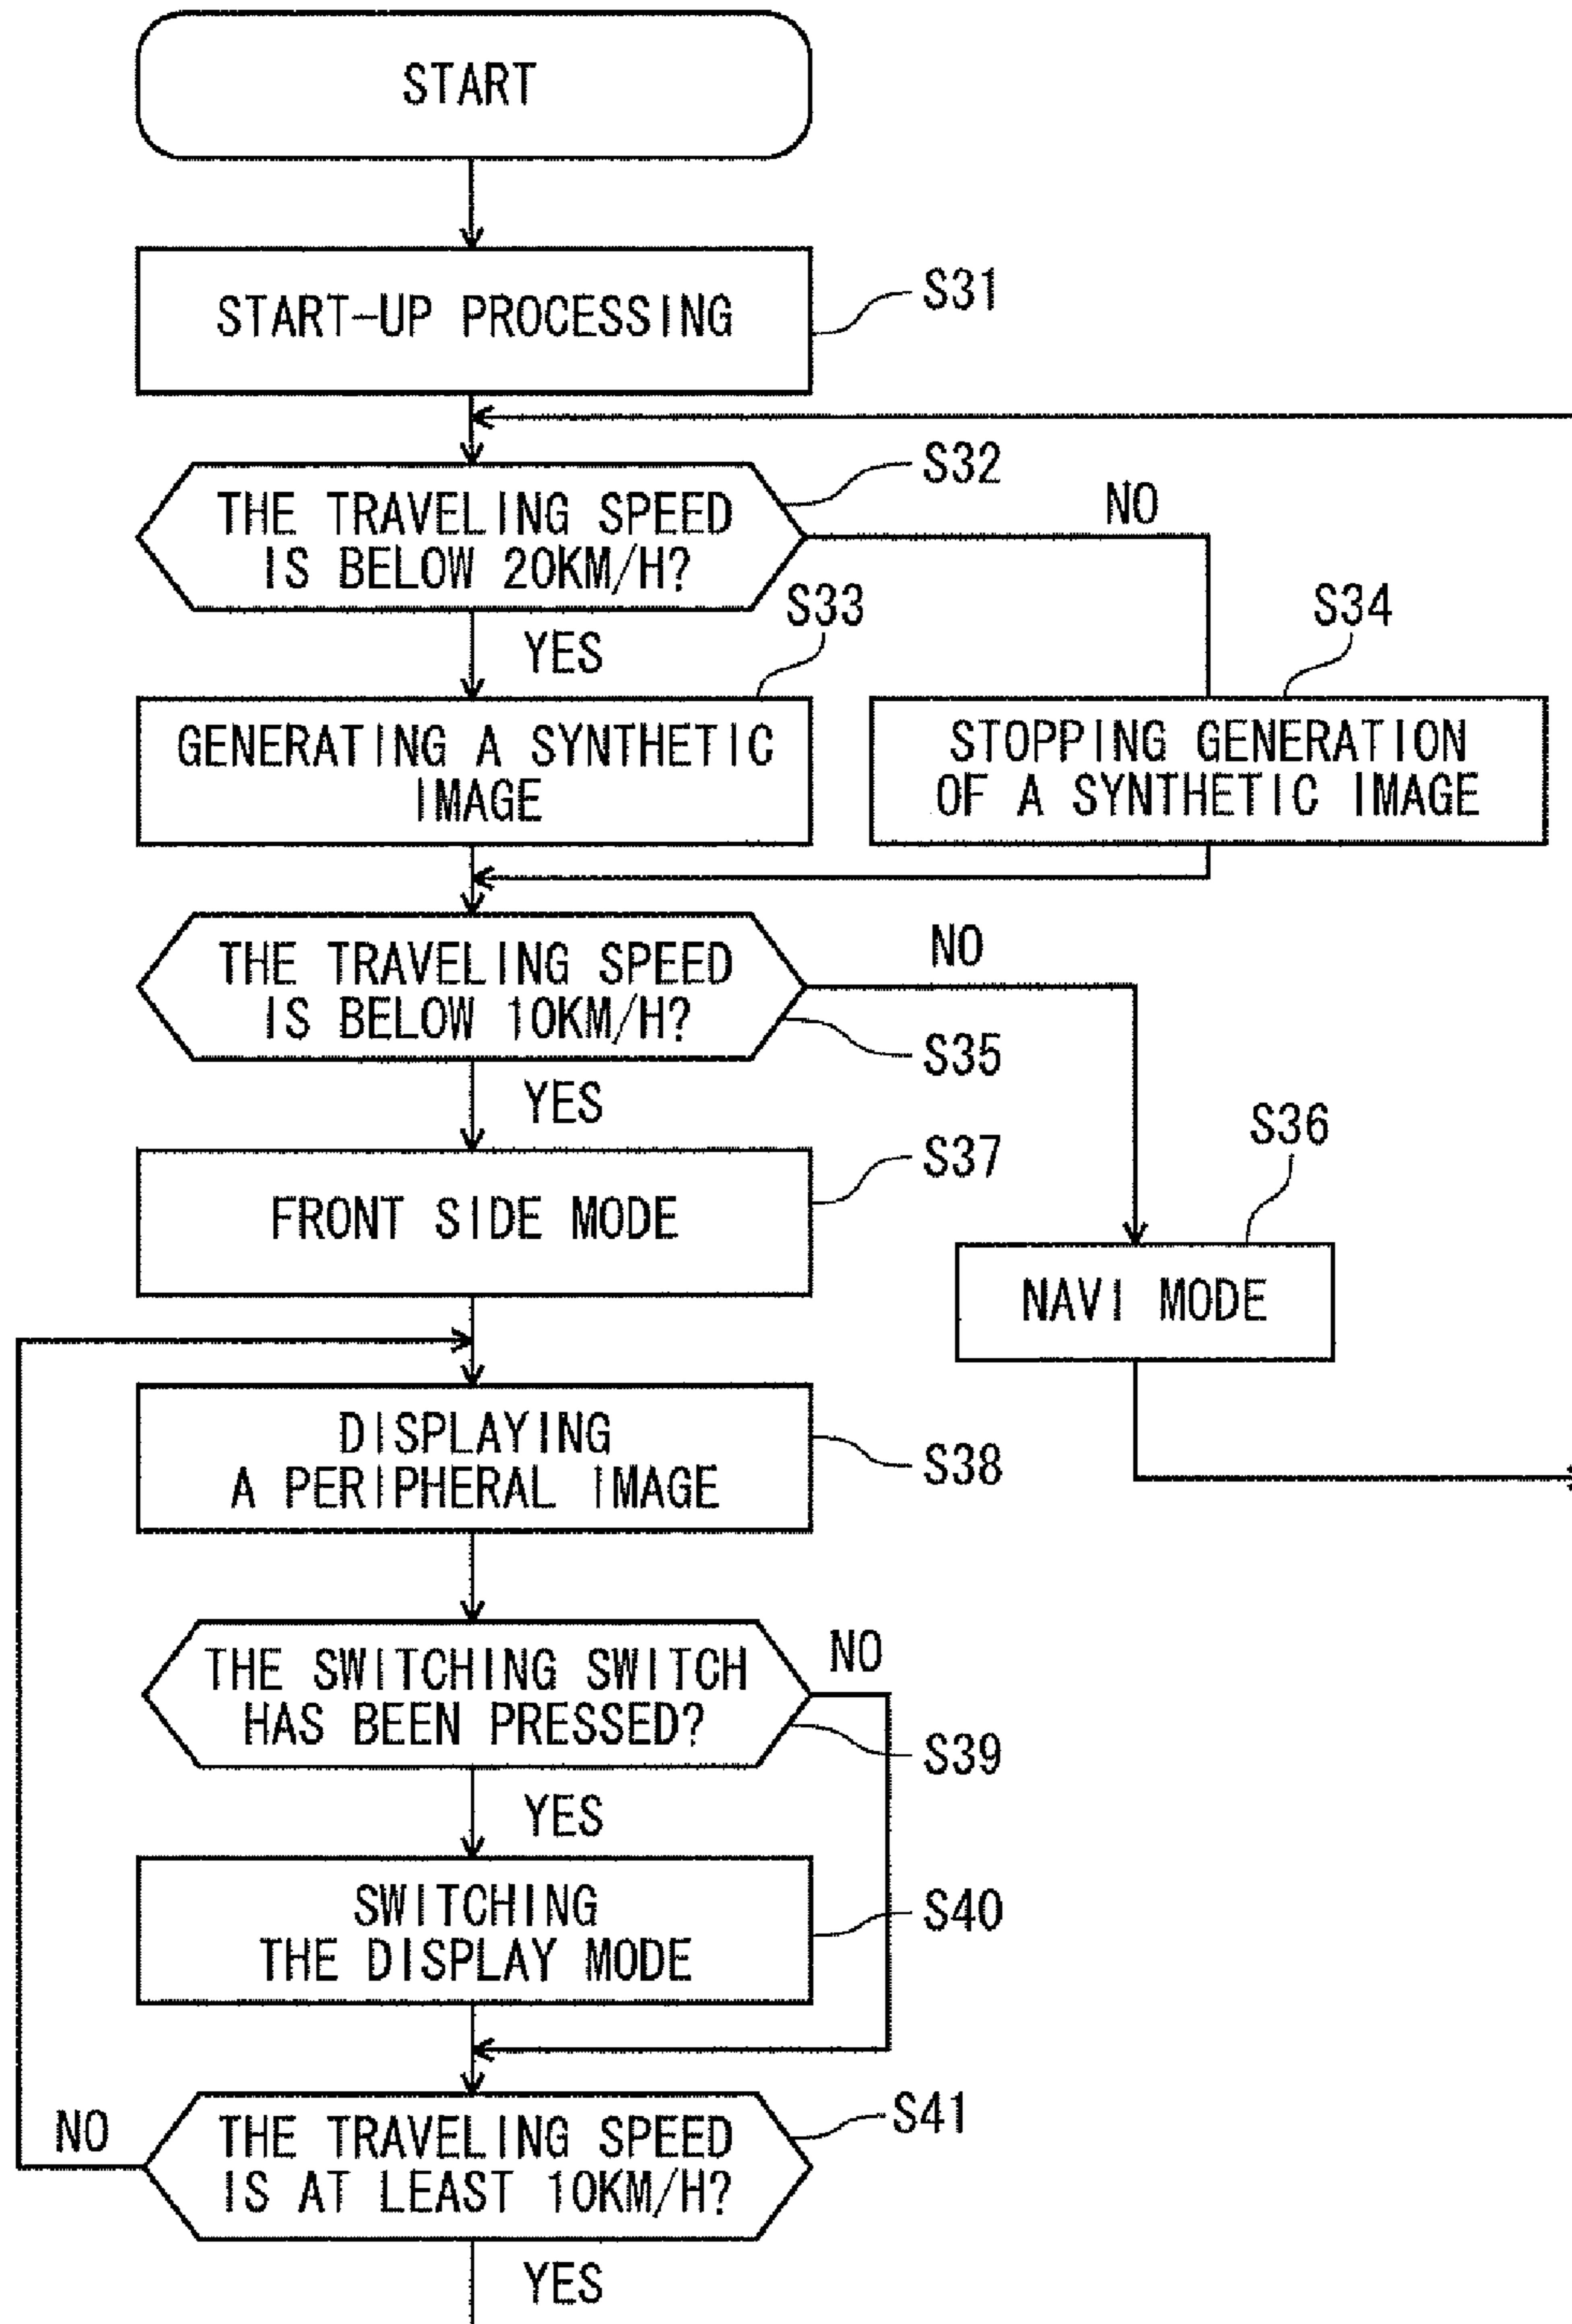 START
START-UP PROCESSING
S31
S32
THE TRAVELING SPEED
IS BELOW 20KM/H?
NO
YES
S33
S34
GENERATING A SYNTHETIC
IMAGE
STOPPING GENERATION
OF A SYNTHETIC IMAGE
THE TRAVELING SPEED
IS BELOW 10KM/H?
NO
S35
YES
S37
S36
FRONT SIDE MODE
NAVI MODE
DISPLAYING
A PERIPHERAL IMAGE
S38
THE SWITCHING SWITCH
HAS BEEN PRESSED?
NO
S39
YES
SWITCHING
THE DISPLAY MODE
S40
S41
NO
THE TRAVELING SPEED
IS AT LEAST 10KM/H?
YES